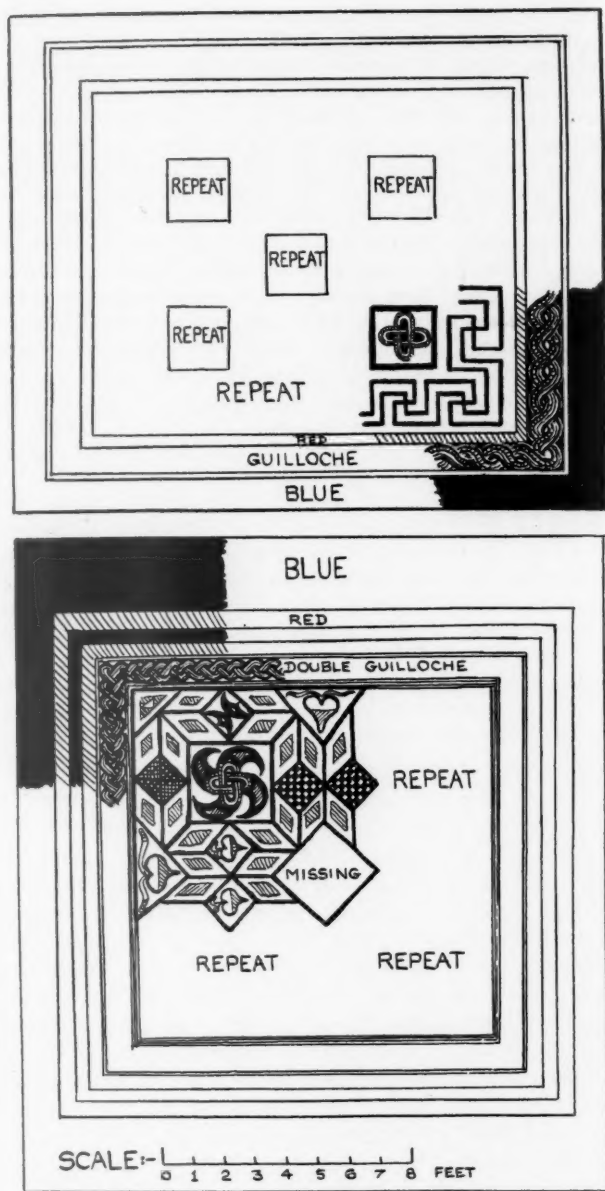 REPEAT REPEAT
REPEAT
REPEAT
REPEAT
RED
GUILLOCHE
BLUE
BLUE
RED
DOUBLE GUILLOCHE
REPEAT
MISSING
REPEAT REPEAT
SCALE:-
0 1 2 3 4 5 6 7 8 FEET